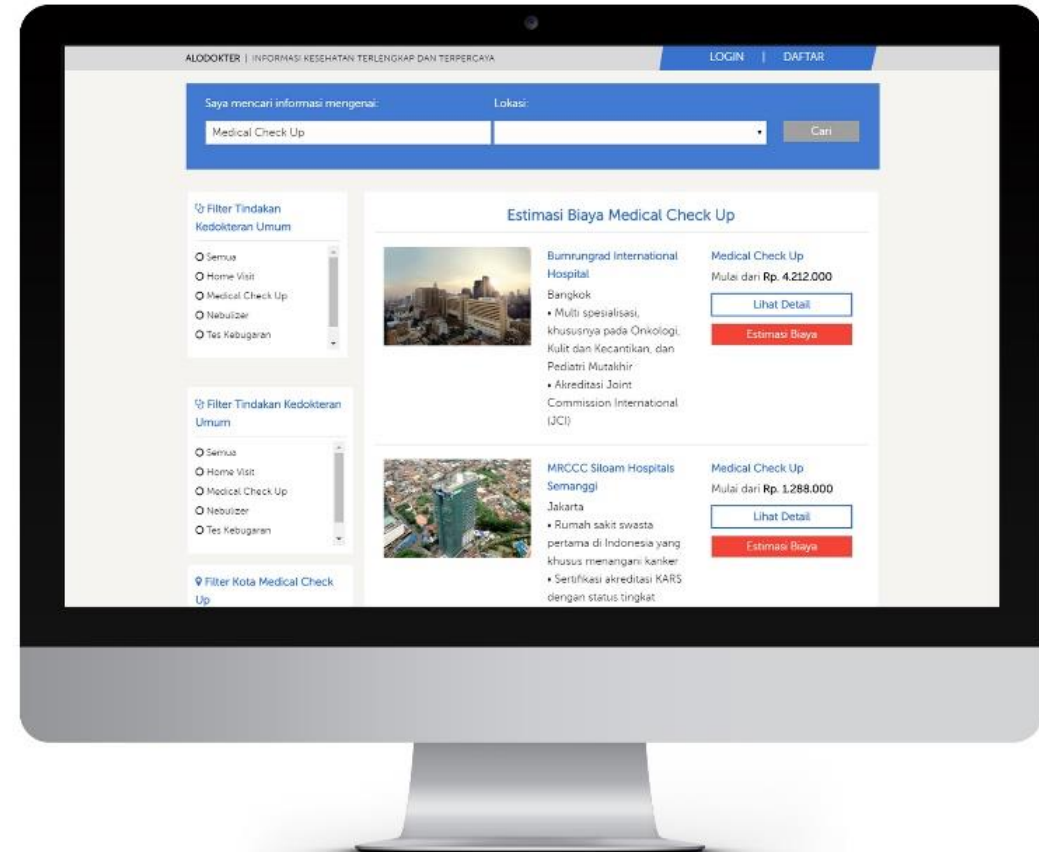 ALODOKTER | INFORMASI KESEHATAN TERLENGKAP DAN TERPERCAYA
LOGIN | DAFTAR
Saya mencari informasi mengenai:
Lokasi:
Medical Check Up
Cari
Filter Tindakan
Kedokteran Umum
Semua
Home Visit
Medical Check Up
Nebulizer
Tes Kebugaran
Filter Tindakan Kedokteran
Umum
Semua
Home Visit
Medical Check Up
Nebulizer
Tes Kebugaran
Filter Kota Medical Check
Up
Estimasi Biaya Medical Check Up
Bumrungrad International
Hospital
Bangkok
• Multi spesialisasi,
khususnya pada Onkologi,
Kulit dan Kecantikan, dan
Pediatri Mutakhir
• Akreditasi Joint
Commission International
(JCI)
Medical Check Up
Mulai dari Rp. 4.212.000
Lihat Detail
Estimasi Biaya
MRCCC Siloam Hospitals
Semanggi
Jakarta
• Rumah sakit swasta
pertama di Indonesia yang
khusus menangani kanker
• Sertifikasi akreditasi KARS
dengan status tingkat
Medical Check Up
Mulai dari Rp. 1.288.000
Lihat Detail
Estimasi Biaya